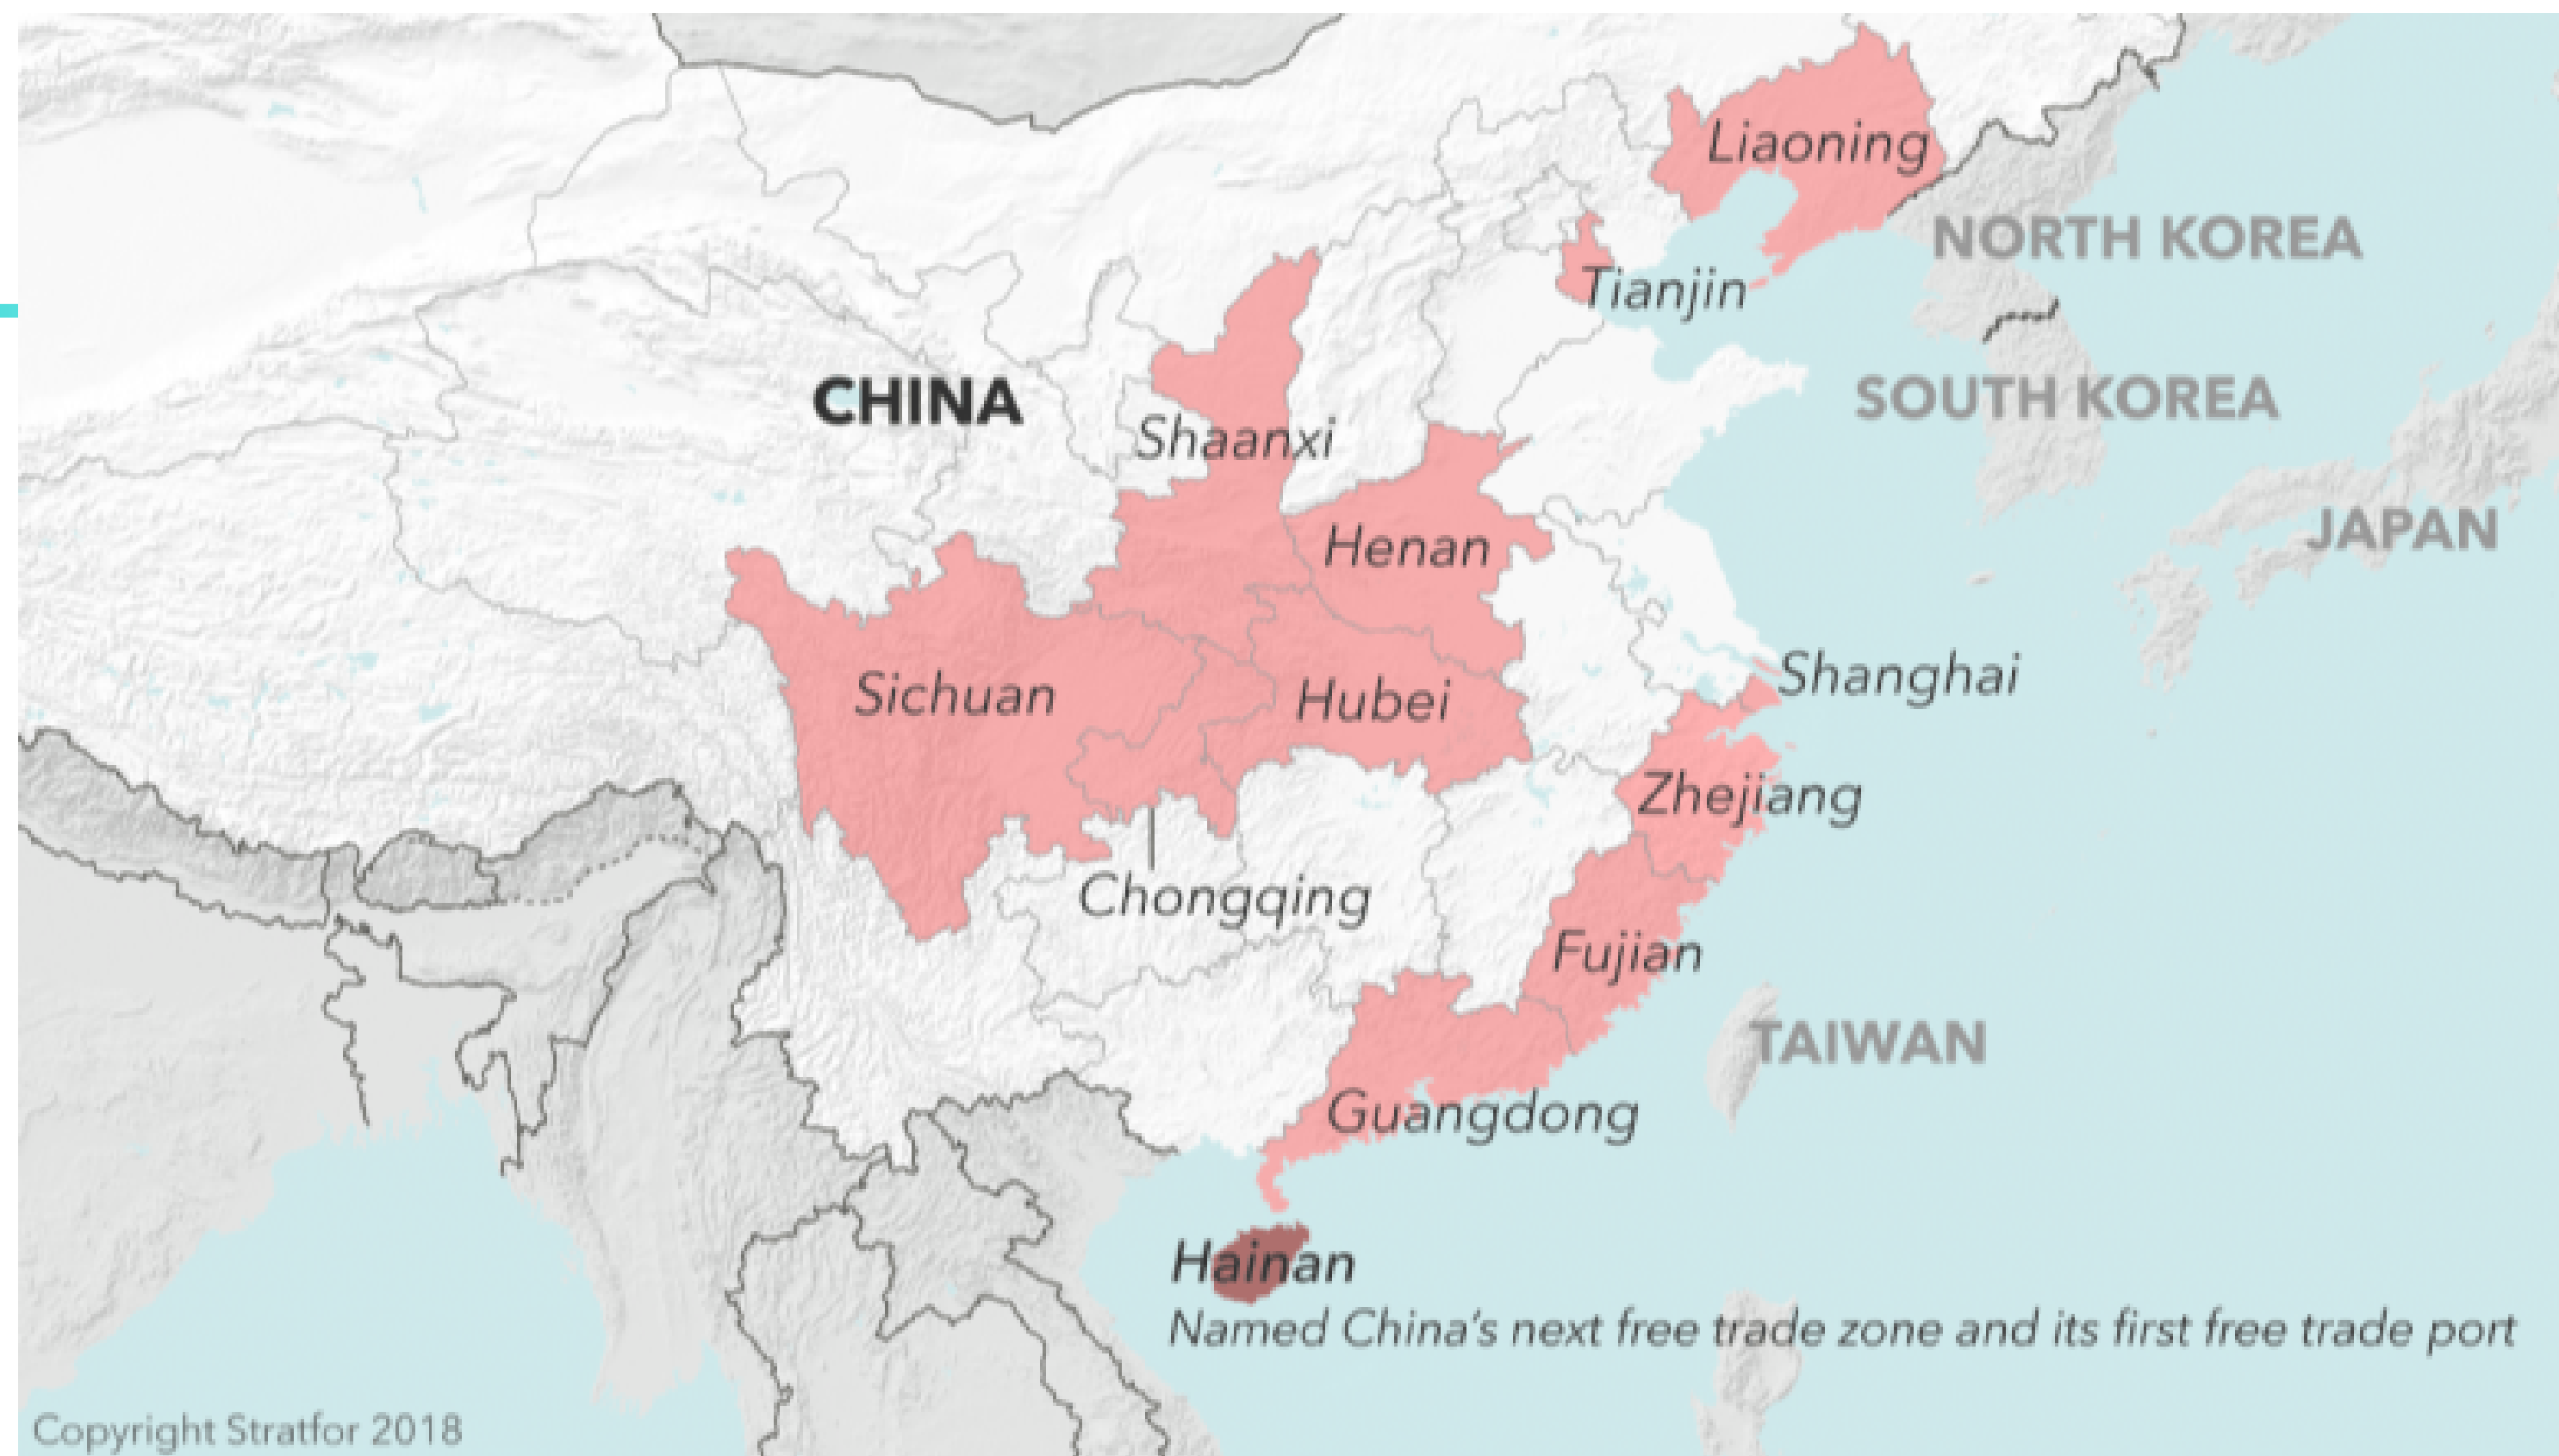 Liaoning
NORTH KOREA
Tianjin
CHINA
SOUTH KOREA
Shaanxi
JAPAN
Henan
Shanghai
Sichuan
Hubei
Zhejiang
Chongqing
Fujian
TAIWAN
Guangdong
Hainan
Named China's next free trade zone and its first free trade port
Copyright Stratfor 2018